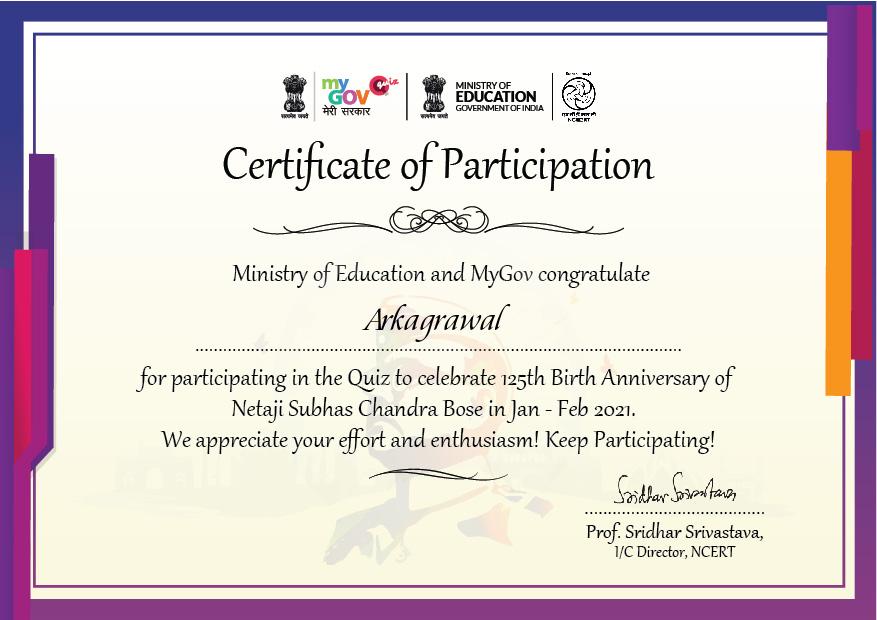 सत्यमेव जयते
my
GOV
quiz
मेरी सरकार
सत्यमेव जयते
MINISTRY OF
EDUCATION
GOVERNMENT OF INDIA
NCERT
Certificate of Participation
Ministry of Education and MyGov congratulate
Arkagrawal
for participating in the Quiz to celebrate 125th Birth Anniversary of
Netaji Subhas Chandra Bose in Jan - Feb 2021.
We appreciate your effort and enthusiasm! Keep Participating!
Sridhar Srivastava
Prof. Sridhar Srivastava,
I/C Director, NCERT